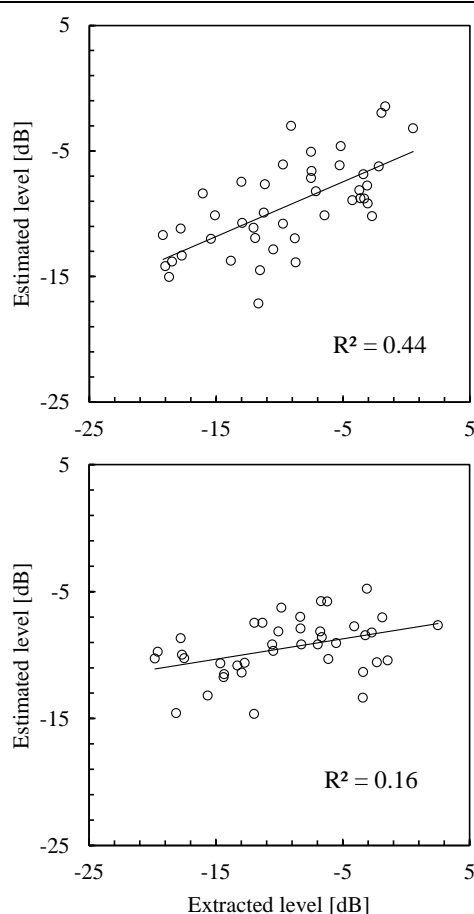 5
-5
-15
-25
Estimated level [dB]
R² = 0.44
-25 -15 -5 5
5
-5
-15
-25
Estimated level [dB]
R² = 0.16
-25 -15 -5 5
Extracted level [dB]